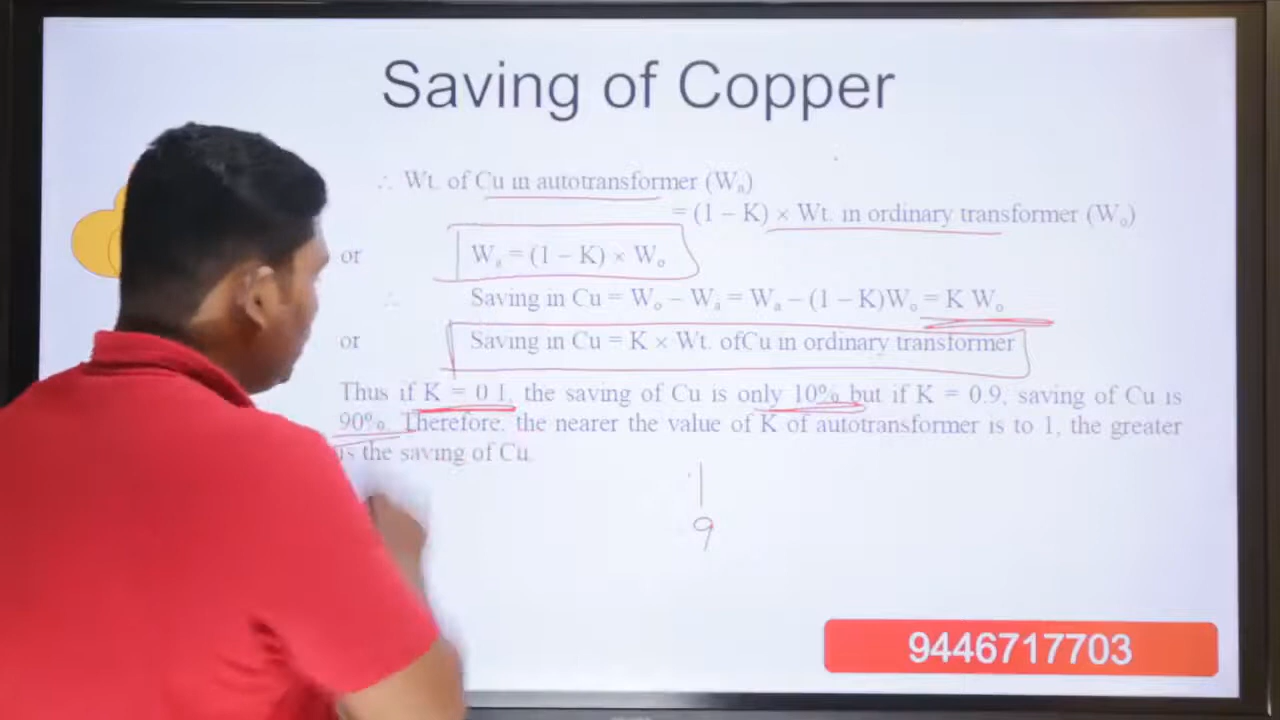 Saving of Copper
∴ Wt. of Cu in autotransformer (Wₐ)
= (1 − K) × Wt. in ordinary transformer (Wₒ)
or Wₐ = (1 − K) × Wₒ
∴ Saving in Cu = Wₒ − Wₐ = Wₐ − (1 − K)Wₒ = K Wₒ
or Saving in Cu = K × Wt. ofCu in ordinary transformer
Thus if K = 0 1, the saving of Cu is only 10% but if K = 0.9, saving of Cu is
90%. Therefore, the nearer the value of K of autotransformer is to 1, the greater
is the saving of Cu.
.1
9
9446717703